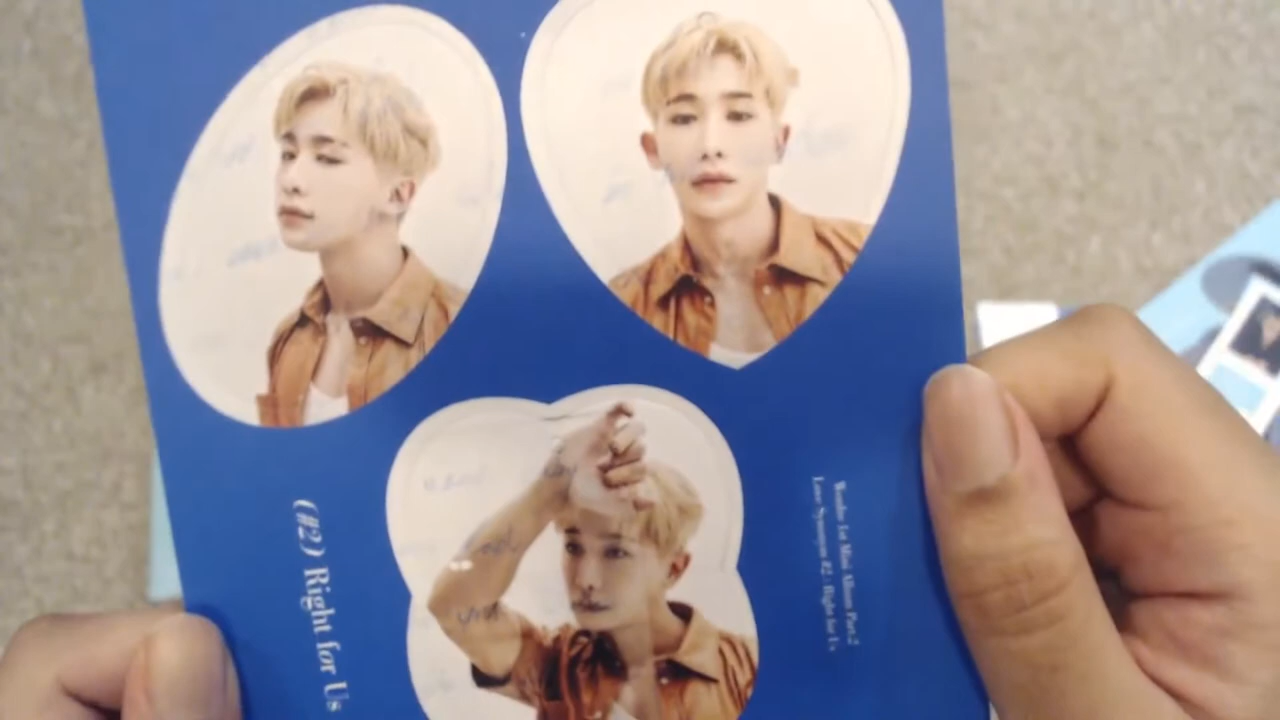 (#2) Right for Us
Wonho 1st Mini Album Part.2
Love Synonym #2 : Right for Us